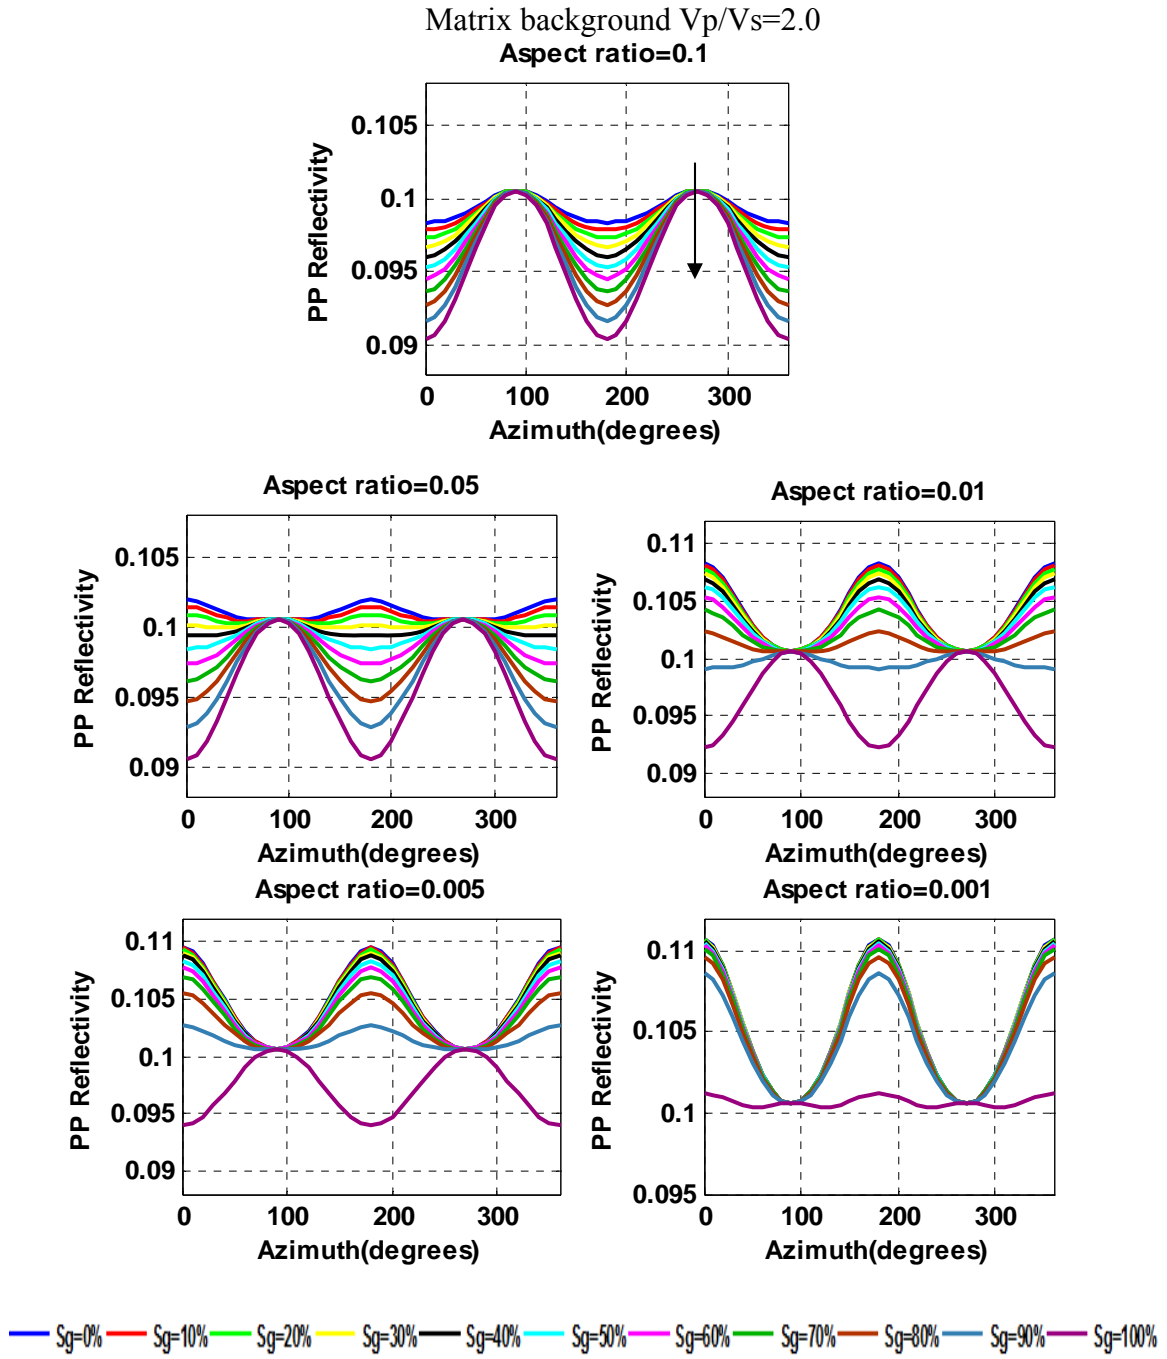 Matrix background Vp/Vs=2.0
Aspect ratio=0.1
0.105
0.1
0.095
0.09
PP Reflectivity
0 100 200 300
Azimuth(degrees)
Aspect ratio=0.05
0.105
0.1
0.095
0.09
PP Reflectivity
0 100 200 300
Azimuth(degrees)
Aspect ratio=0.01
0.11
0.105
0.1
0.095
0.09
PP Reflectivity
0 100 200 300
Azimuth(degrees)
Aspect ratio=0.005
0.11
0.105
0.1
0.095
0.09
PP Reflectivity
0 100 200 300
Azimuth(degrees)
Aspect ratio=0.001
0.11
0.105
0.1
0.095
PP Reflectivity
0 100 200 300
Azimuth(degrees)
Sg=0% Sg=10% Sg=20% Sg=30% Sg=40% Sg=50% Sg=60% Sg=70% Sg=80% Sg=90% Sg=100%